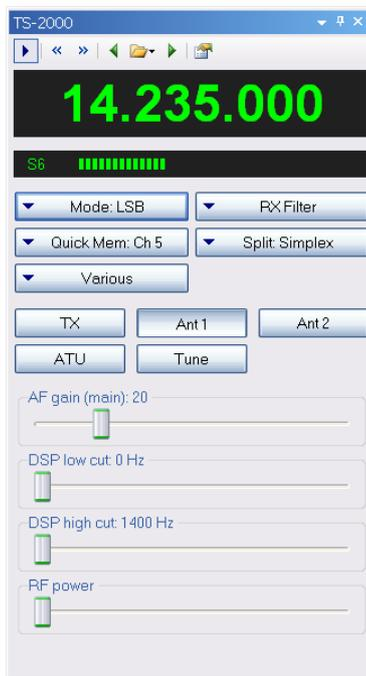 TS-2000
14.235.000
S6
Mode: LSB RX Filter
Quick Mem: Ch 5 Split: Simplex
Various
TX Ant 1 Ant 2
ATU Tune
AF gain (main): 20
DSP low cut: 0 Hz
DSP high cut: 1400 Hz
RF power